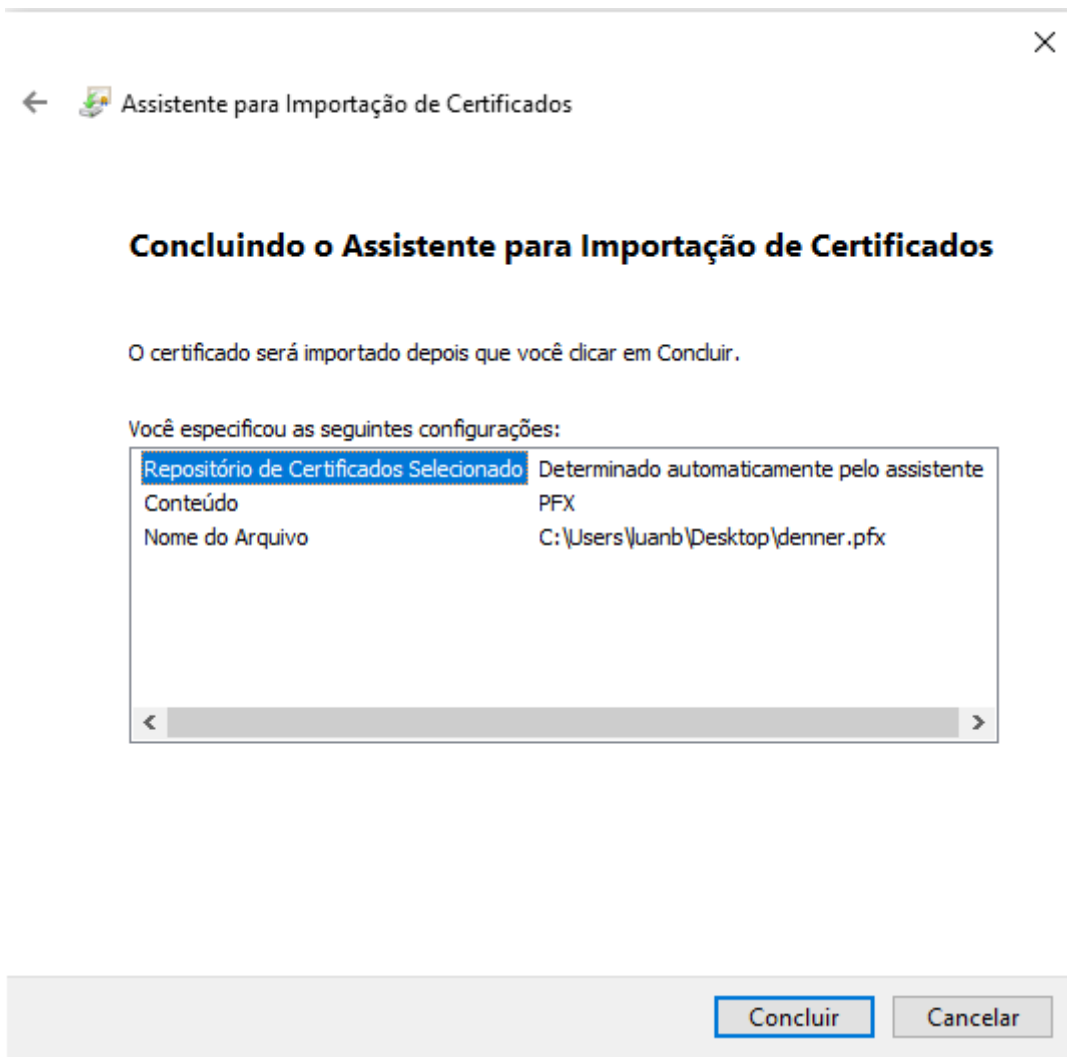 Assistente para Importação de Certificados
Concluindo o Assistente para Importação de Certificados
O certificado será importado depois que você clicar em Concluir.
Você especificou as seguintes configurações:
Repositório de Certificados Selecionado Determinado automaticamente pelo assistente
Conteúdo PFX
Nome do Arquivo C:\Users\luanb\Desktop\denner.pfx
Concluir Cancelar